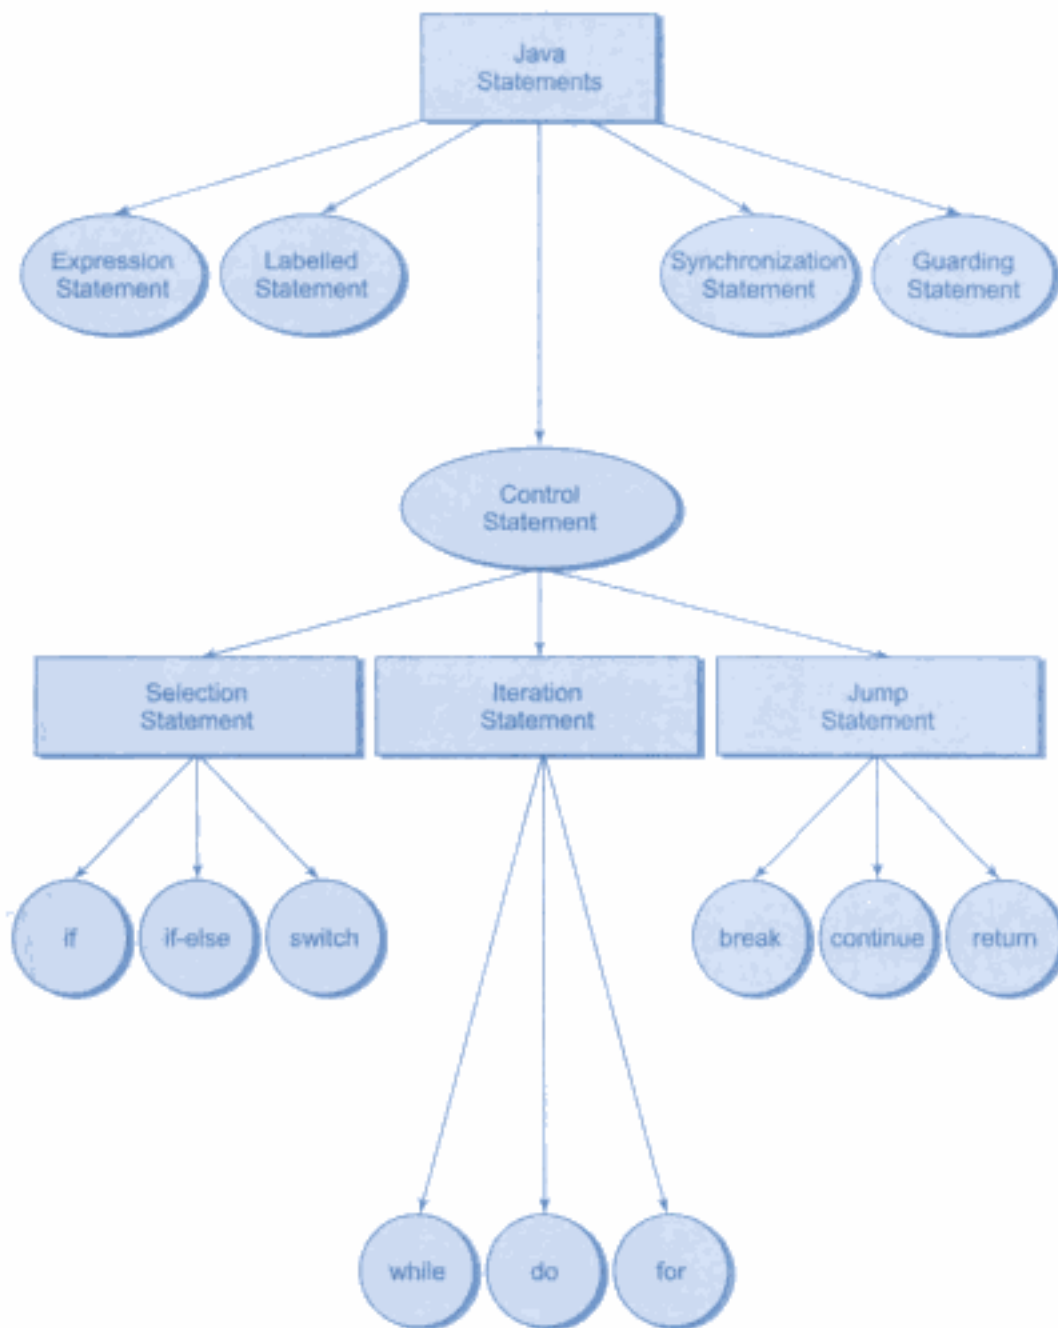 Java
Statements
Expression
Statement
Labelled
Statement
Synchronization
Statement
Guarding
Statement
Control
Statement
Selection
Statement
Iteration
Statement
Jump
Statement
if
if-else
switch
break
continue
return
while
do
for